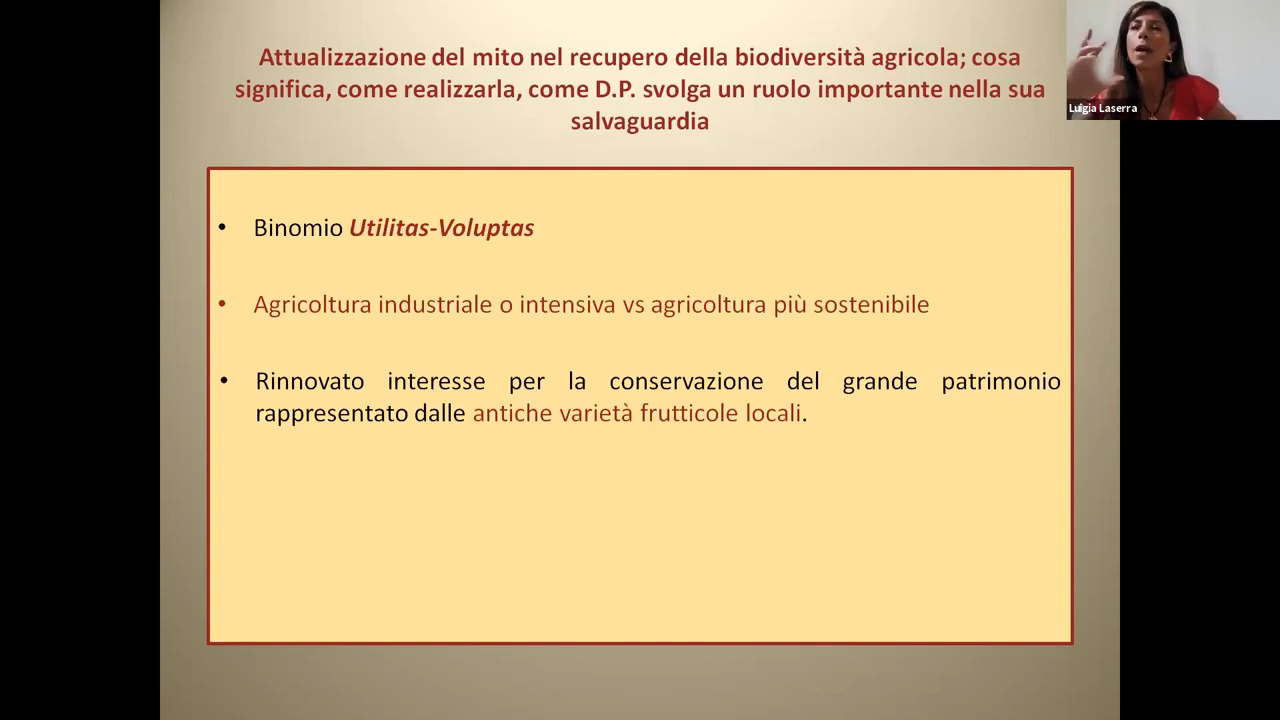 Attualizzazione del mito nel recupero della biodiversità agricola; cosa
significa, come realizzarla, come D.P. svolga un ruolo importante nella sua
salvaguardia
Luigia Laserra
• Binomio Utilitas-Voluptas
• Agricoltura industriale o intensiva vs agricoltura più sostenibile
• Rinnovato interesse per la conservazione del grande patrimonio
rappresentato dalle antiche varietà frutticole locali.